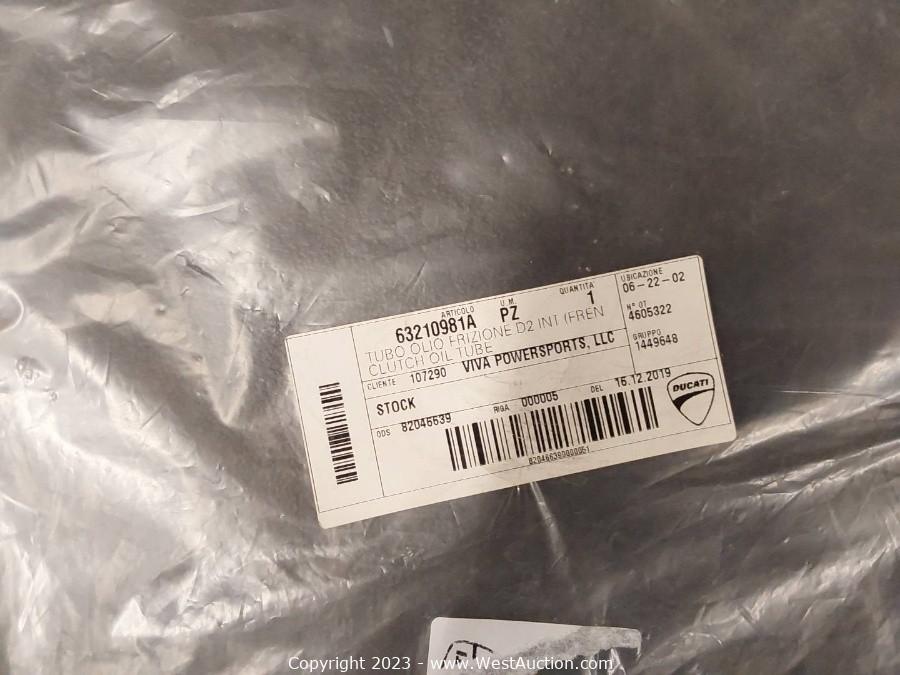 ARTICOLO U.M. QUANTITA
63210981A PZ 1
TUBO OLIO FRIZIONE D2 INT (FREN
CLUTCH OIL TUBE
CLIENTE 107290 VIVA POWERSPORTS, LLC
STOCK
ODS 82046639 RIGA 000005 DEL 16.12.2019
UBICAZIONE
06-22-02
N° OT
4605322
GRUPPO
1449648
DUCATI
Copyright 2023 - www.WestAuction.com